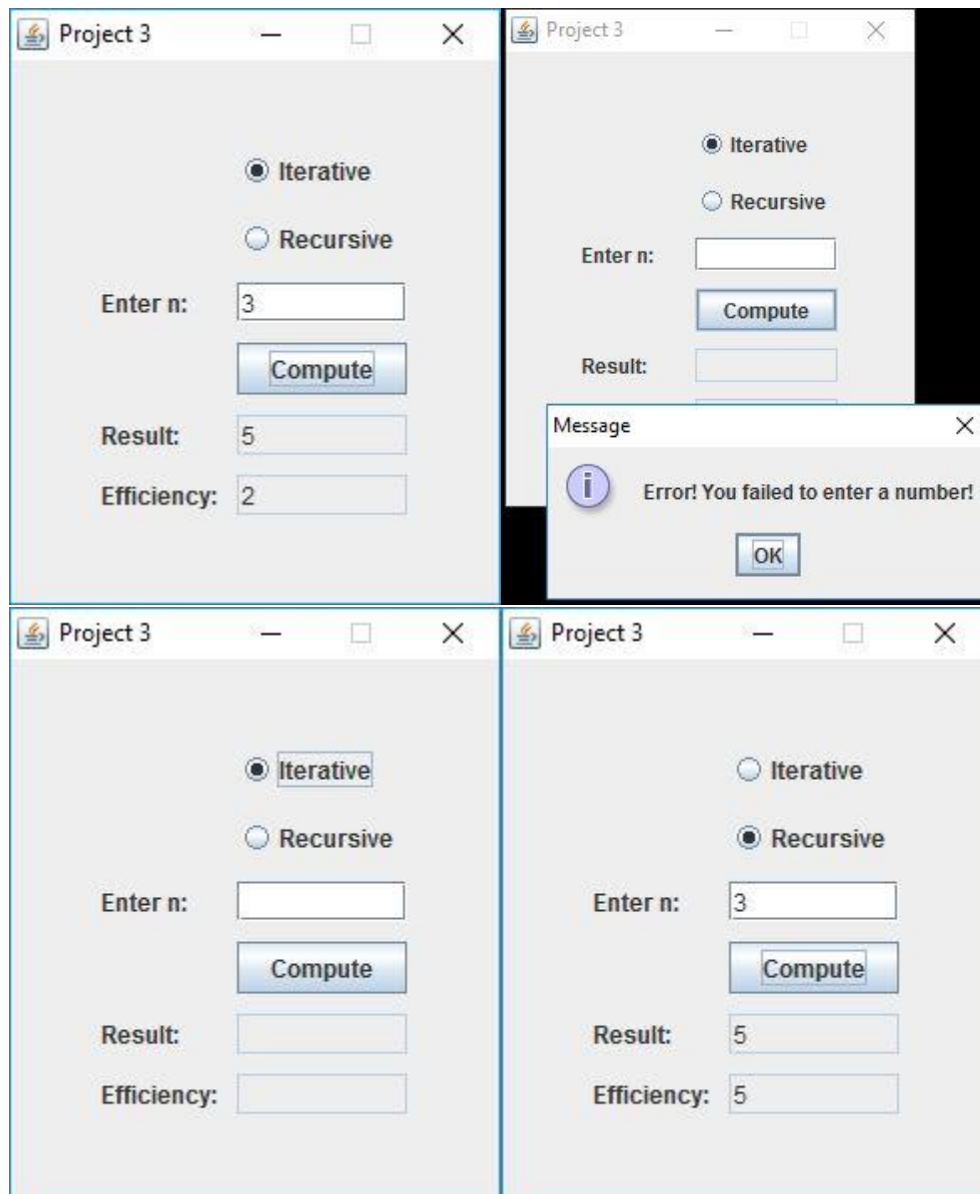 Project 3
Iterative
Recursive
Enter n: 3
Compute
Result: 5
Efficiency: 2
Project 3
Iterative
Recursive
Enter n:
Compute
Result:
Message
Error! You failed to enter a number!
OK
Project 3
Iterative
Recursive
Enter n:
Compute
Result:
Efficiency:
Project 3
Iterative
Recursive
Enter n: 3
Compute
Result: 5
Efficiency: 5